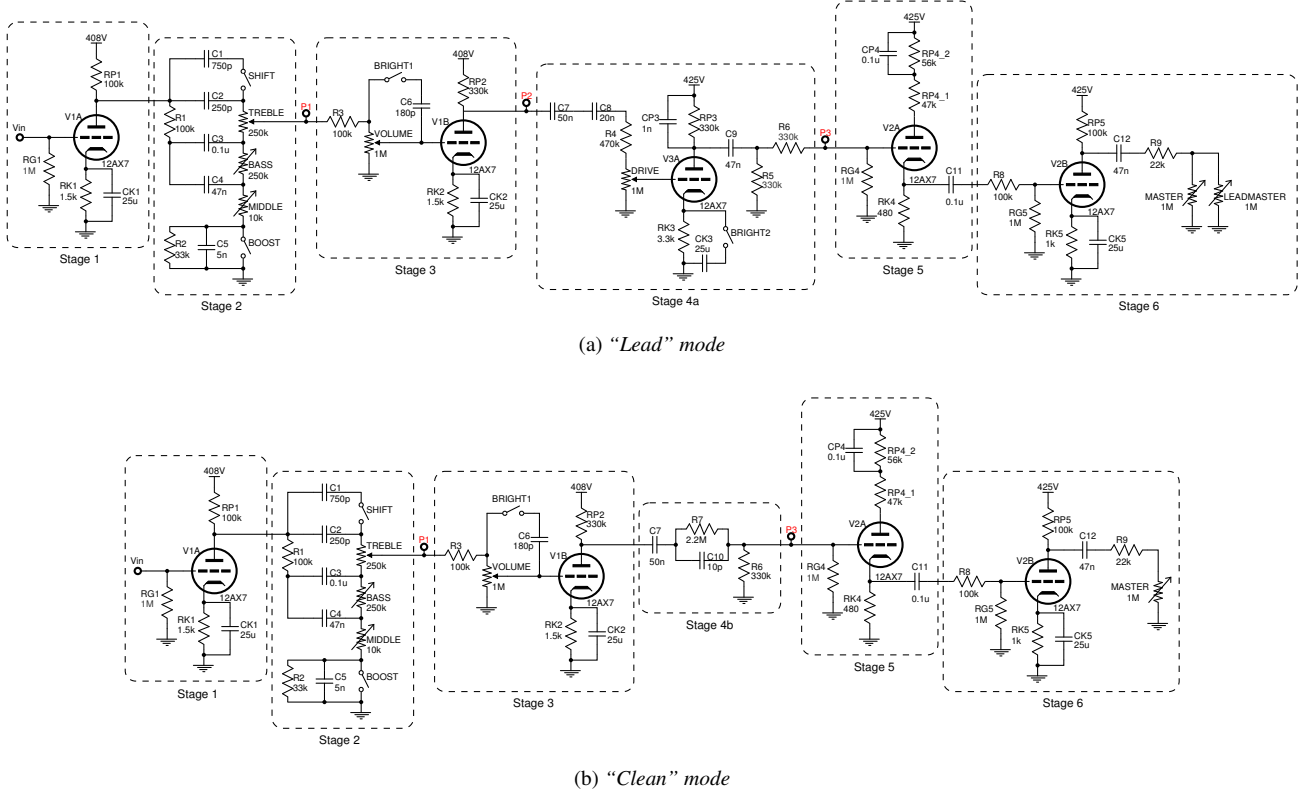 408V
RP1
100k
V1A
Vin
RG1
1M
12AX7
RK1
1.5k
CK1
25u
Stage 1
C1
750p
SHIFT
C2
250p
TREBLE
250k
R1
100k
C3
0.1u
BASS
250k
C4
47n
MIDDLE
10k
R2
33k
C5
5n
BOOST
Stage 2
P1
R3
100k
BRIGHT1
C6
180p
VOLUME
1M
408V
RP2
330k
V1B
12AX7
RK2
1.5k
CK2
25u
Stage 3
P2
C7
50n
C8
20n
R4
470k
DRIVE
1M
425V
CP3
1n
RP3
330k
V3A
12AX7
C9
47n
R6
330k
R5
330k
RK3
3.3k
CK3
25u
BRIGHT2
Stage 4a
P3
425V
CP4
0.1u
RP4_2
56k
RP4_1
47k
V2A
RG4
1M
12AX7
RK4
480
C11
0.1u
Stage 5
R8
100k
RG5
1M
425V
RP5
100k
V2B
12AX7
RK5
1k
CK5
25u
C12
47n
R9
22k
MASTER
1M
LEADMASTER
1M
Stage 6
(a) “Lead” mode
408V
RP1
100k
V1A
Vin
RG1
1M
12AX7
RK1
1.5k
CK1
25u
Stage 1
C1
750p
SHIFT
C2
250p
TREBLE
250k
R1
100k
C3
0.1u
BASS
250k
C4
47n
MIDDLE
10k
R2
33k
C5
5n
BOOST
Stage 2
P1
R3
100k
BRIGHT1
C6
180p
VOLUME
1M
408V
RP2
330k
V1B
12AX7
RK2
1.5k
CK2
25u
Stage 3
C7
50n
R7
2.2M
C10
10p
R6
330k
Stage 4b
P3
425V
CP4
0.1u
RP4_2
56k
RP4_1
47k
V2A
RG4
1M
12AX7
RK4
480
C11
0.1u
Stage 5
R8
100k
RG5
1M
425V
RP5
100k
V2B
12AX7
RK5
1k
CK5
25u
C12
47n
R9
22k
MASTER
1M
Stage 6
(b) “Clean” mode